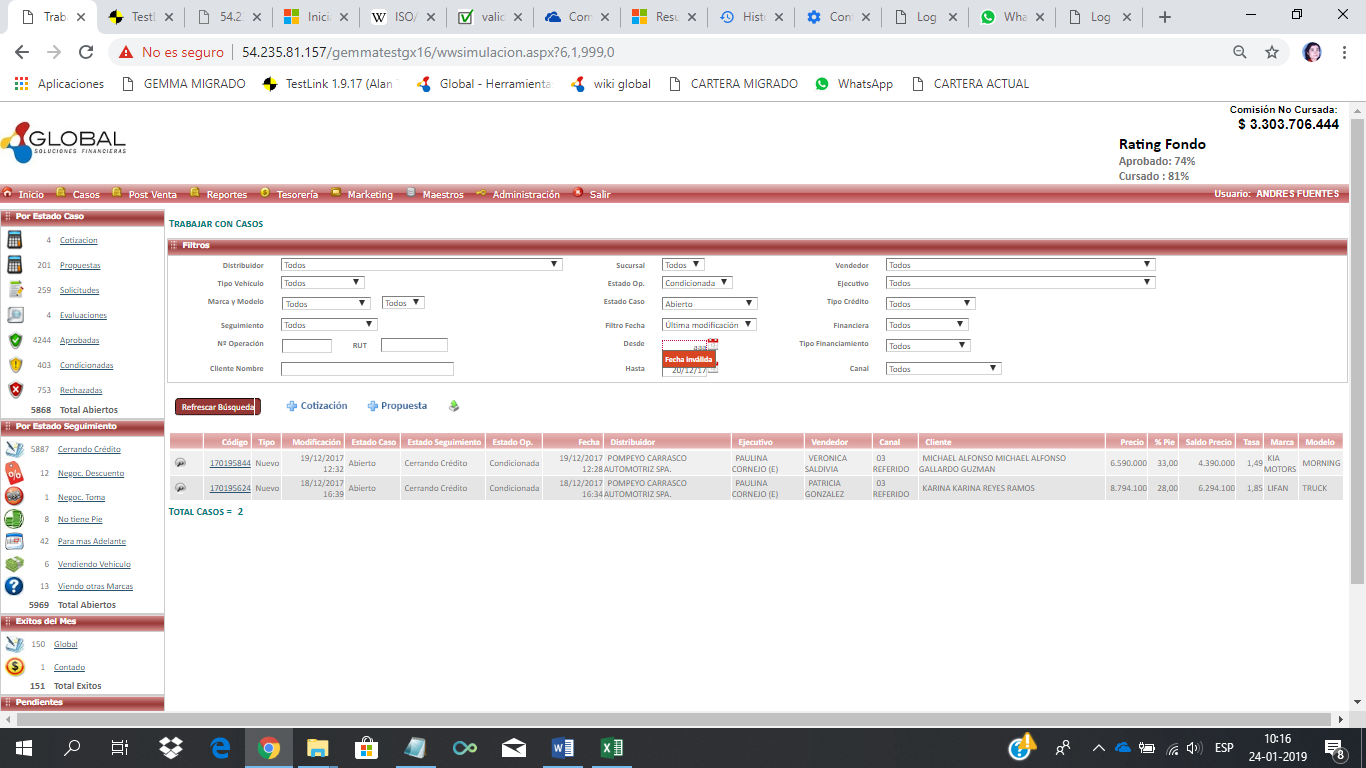 Trab
TestL
54.2
Inicia
ISO/
valid
Com
Resu
Histo
Con
Log
Wha
Log
No es seguro | 54.235.81.157/gemmatestgx16/wwsimulacion.aspx?6,1,999,0
Aplicaciones GEMMA MIGRADO TestLink 1.9.17 (Alan Global - Herramienta wiki global CARTERA MIGRADO WhatsApp CARTERA ACTUAL
Comisión No Cursada:
$ 3.303.706.444
GLOBAL
SOLUCIONES FINANCIERAS
Rating Fondo
Aprobado: 74%
Cursado : 81%
Inicio Casos Post Venta Reportes Tesorería Marketing Maestros Administración Salir Usuario: ANDRES FUENTES
Por Estado Caso
4 Cotizacion
201 Propuestas
259 Solicitudes
4 Evaluaciones
4244 Aprobadas
403 Condicionadas
753 Rechazadas
5868 Total Abiertos
Por Estado Seguimiento
5887 Cerrando Crédito
12 Negoc. Descuento
1 Negoc. Toma
8 No tiene Pie
42 Para mas Adelante
6 Vendiendo Vehiculo
13 Viendo otras Marcas
5969 Total Abiertos
Exitos del Mes
150 Global
1 Contado
151 Total Exitos
Pendientes
TRABAJAR CON CASOS
Filtros
Distribuidor Todos Sucursal Todos Vendedor Todos
Tipo Vehículo Todos Estado Op. Condicionada Ejecutivo Todos
Marca y Modelo Todos Todos Estado Caso Abierto Tipo Crédito Todos
Seguimiento Todos Filtro Fecha Última modificación Financiera Todos
Nº Operación RUT Desde aaa Tipo Financiamiento Todos
Fecha Inválida
Cliente Nombre Hasta 20/12/17 Canal Todos
Refrescar Búsqueda Cotización Propuesta
Código Tipo Modificación Estado Caso Estado Seguimiento Estado Op. Fecha Distribuidor Ejecutivo Vendedor Canal Cliente Precio % Pie Saldo Precio Tasa Marca Modelo
170195844 Nuevo 19/12/2017 12:32 Abierto Cerrando Crédito Condicionada 19/12/2017 12:28 POMPEYO CARRASCO AUTOMOTRIZ SPA. PAULINA CORNEJO (E) VERONICA SALDIVIA 03 REFERIDO MICHAEL ALFONSO MICHAEL ALFONSO GALLARDO GUZMAN 6.590.000 33,00 4.390.000 1,49 KIA MOTORS MORNING
170195624 Nuevo 18/12/2017 16:39 Abierto Cerrando Crédito Condicionada 18/12/2017 16:34 POMPEYO CARRASCO AUTOMOTRIZ SPA. PAULINA CORNEJO (E) PATRICIA GONZALEZ 03 REFERIDO KARINA KARINA REYES RAMOS 8.794.100 28,00 6.294.100 1,85 LIFAN TRUCK
TOTAL CASOS = 2
ESP
10:16
24-01-2019
8